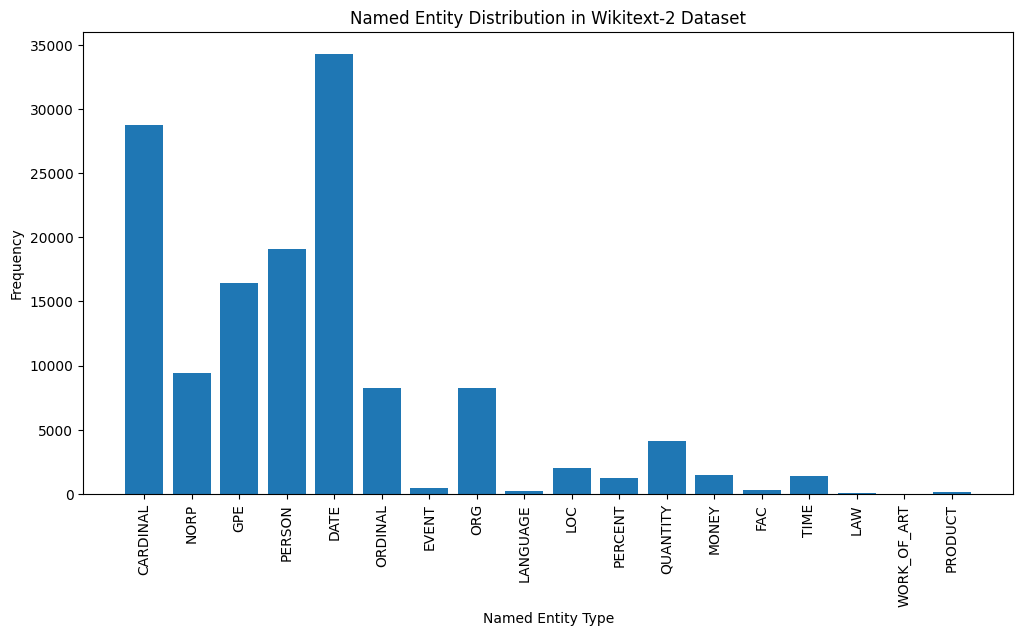 Named Entity Distribution in Wikitext-2 Dataset
Frequency
35000
30000
25000
20000
15000
10000
5000
0
CARDINAL
NORP
GPE
PERSON
DATE
ORDINAL
EVENT
ORG
LANGUAGE
LOC
PERCENT
QUANTITY
MONEY
FAC
TIME
LAW
WORK_OF_ART
PRODUCT
Named Entity Type